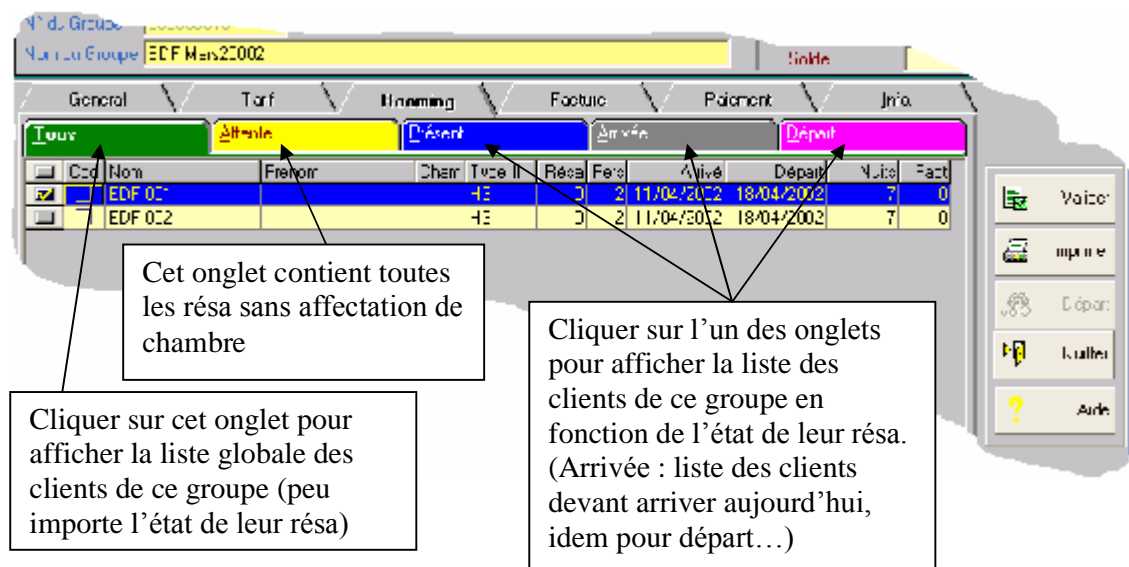 N° du Groupe
Nom du Groupe EDF Mars20002
Solde
General Tarif Rooming Facture Paiement Info.
Tous Attente Présent Arrivée Départ
Nom Prenom Cham Type Résa Pers Arrivé Départ Nuits Fact
EDF 001 0 2 11/04/2002 18/04/2002 7 0
EDF 002 0 2 11/04/2002 18/04/2002 7 0
Valider
Imprimer
Départ
Quitter
Aide
Cet onglet contient toutes
les résa sans affectation de
chambre
Cliquer sur l’un des onglets
pour afficher la liste des
clients de ce groupe en
fonction de l’état de leur résa.
(Arrivée : liste des clients
devant arriver aujourd’hui,
idem pour départ…)
Cliquer sur cet onglet pour
afficher la liste globale des
clients de ce groupe (peu
importe l’état de leur résa)